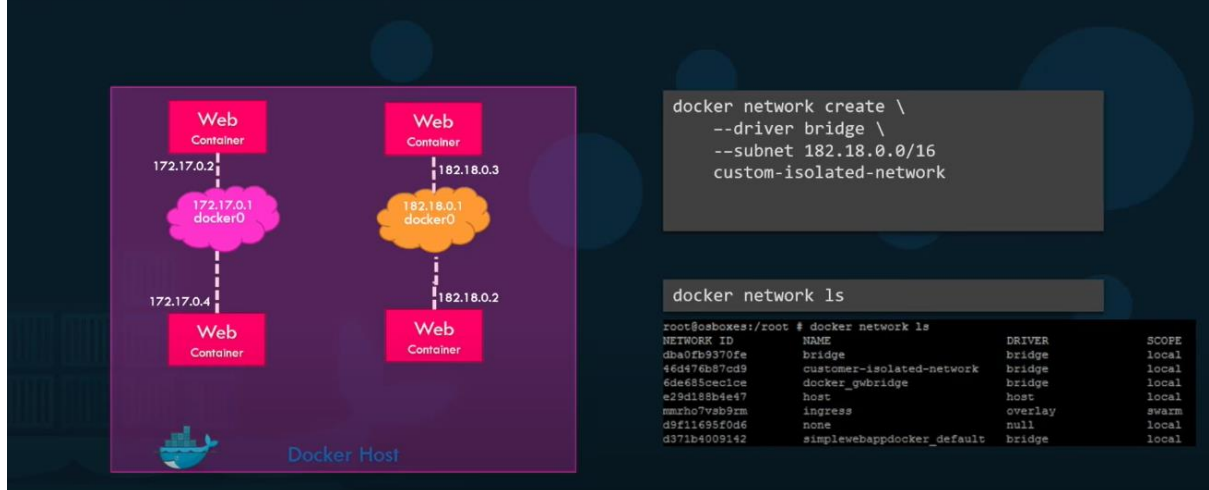 Web
Container
172.17.0.2
172.17.0.1
docker0
172.17.0.4
Web
Container
Web
Container
182.18.0.3
182.18.0.1
docker0
182.18.0.2
Web
Container
Docker Host
docker network create \
--driver bridge \
--subnet 182.18.0.0/16
custom-isolated-network
docker network ls
root@osboxes:/root # docker network ls
NETWORK ID NAME DRIVER SCOPE
dba0fb9370fe bridge bridge local
46d476b87cd9 customer-isolated-network bridge local
6de685cec1ce docker_gwbridge bridge local
e29d188b4e47 host host local
mmrho7vsb9rm ingress overlay swarm
d9f11695f0d6 none null local
d371b4009142 simplewebappdocker_default bridge local